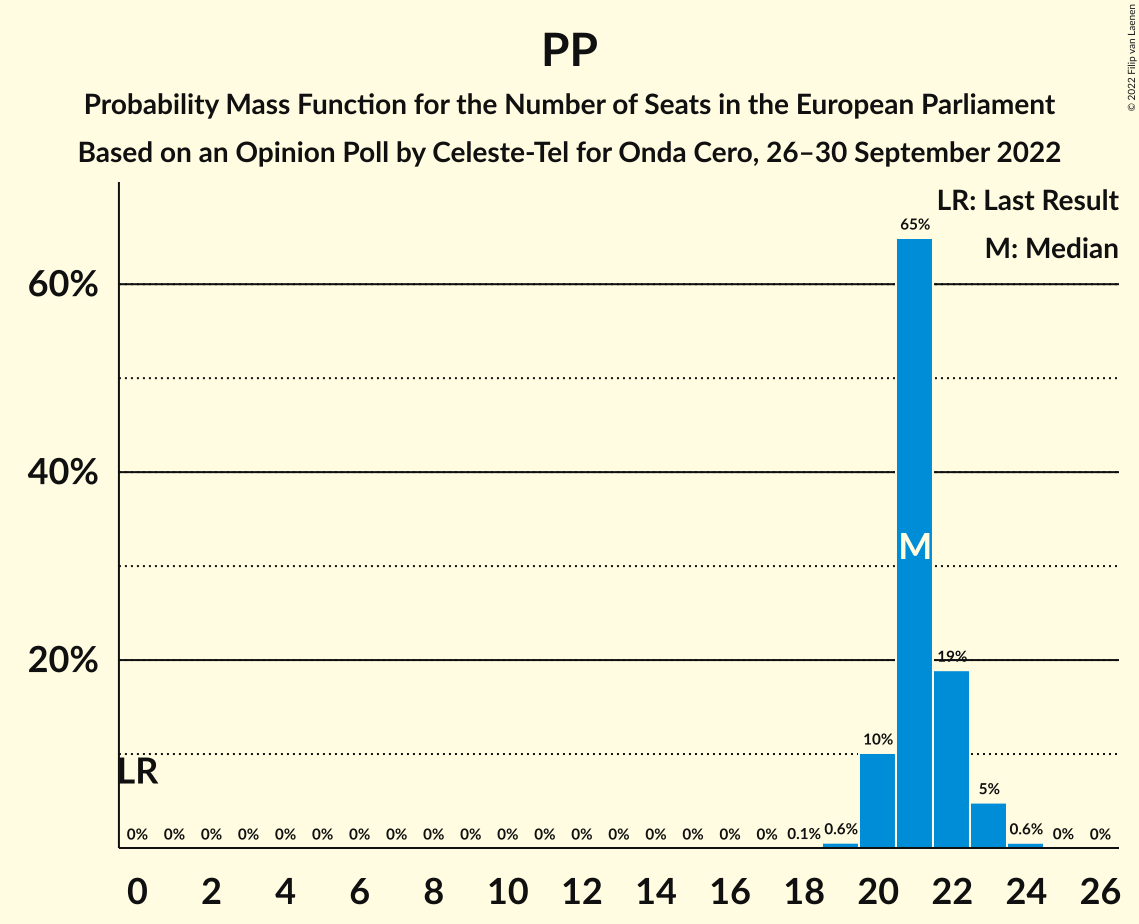 PP
Probability Mass Function for the Number of Seats in the European Parliament
Based on an Opinion Poll by Celeste-Tel for Onda Cero, 26–30 September 2022
© 2022 Filip van Laenen
LR: Last Result
M: Median
60%
40%
20%
65%
M
19%
10%
5%
LR
0% 0% 0% 0% 0% 0% 0% 0% 0% 0% 0% 0% 0% 0% 0% 0% 0% 0% 0.1% 0.6% 0.6% 0% 0%
0 2 4 6 8 10 12 14 16 18 20 22 24 26